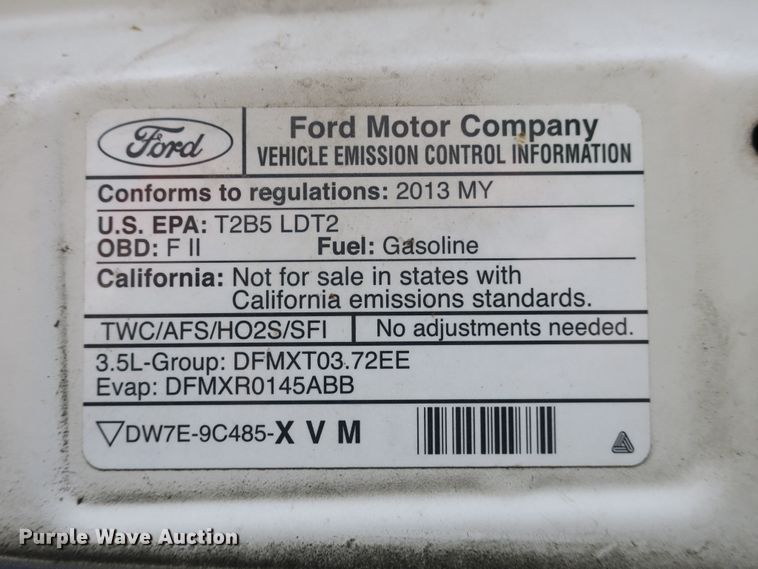 Ford
Ford Motor Company
VEHICLE EMISSION CONTROL INFORMATION
Conforms to regulations: 2013 MY
U.S. EPA: T2B5 LDT2
OBD: F II Fuel: Gasoline
California: Not for sale in states with
California emissions standards.
TWC/AFS/HO2S/SFI No adjustments needed.
3.5L-Group: DFMXT03.72EE
Evap: DFMXR0145ABB
DW7E-9C485-X V M
Purple Wave Auction